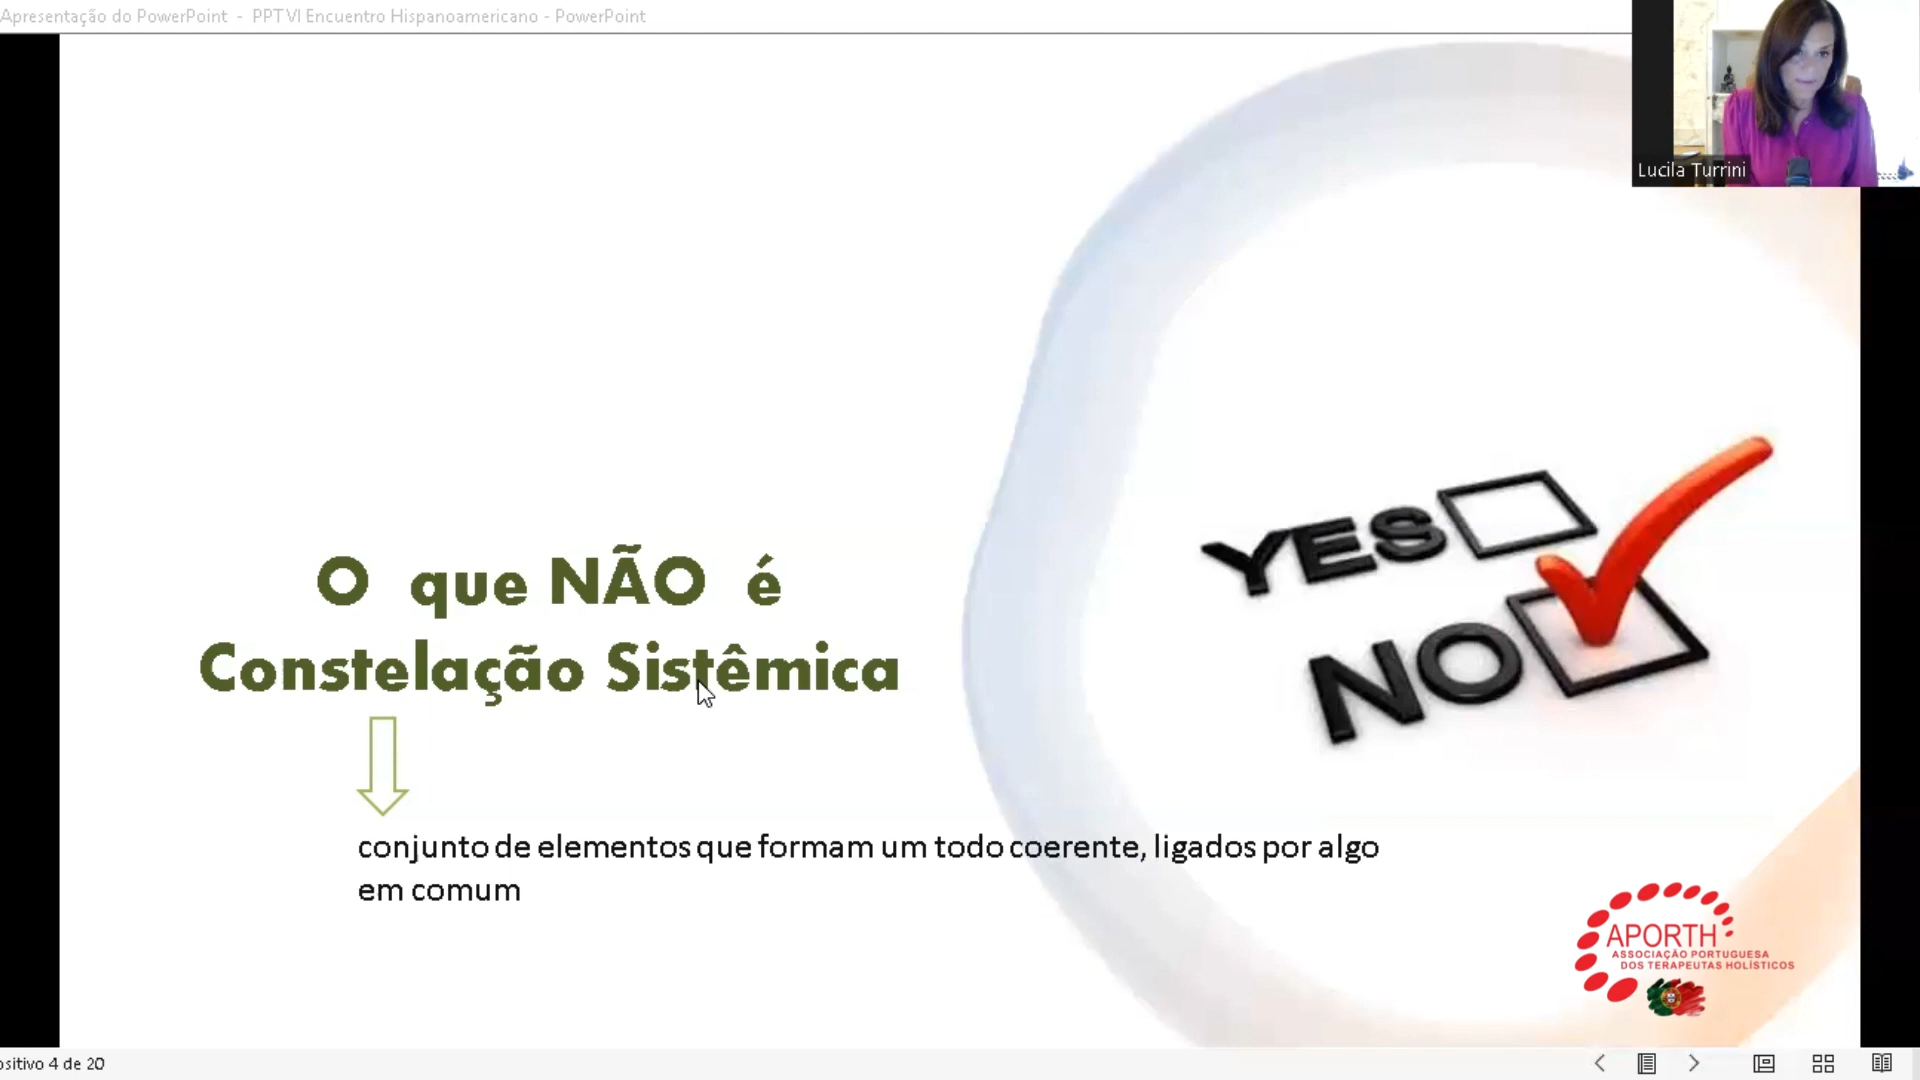 Apresentação do PowerPoint - PPT VI Encuentro Hispanoamericano - PowerPoint
Lucila Turrini
YES
NO
O que NÃO é
Constelação Sistêmica
conjunto de elementos que formam um todo coerente, ligados por algo
em comum
APORTH
ASSOCIAÇÃO PORTUGUESA
DOS TERAPEUTAS HOLÍSTICOS
ositivo 4 de 20